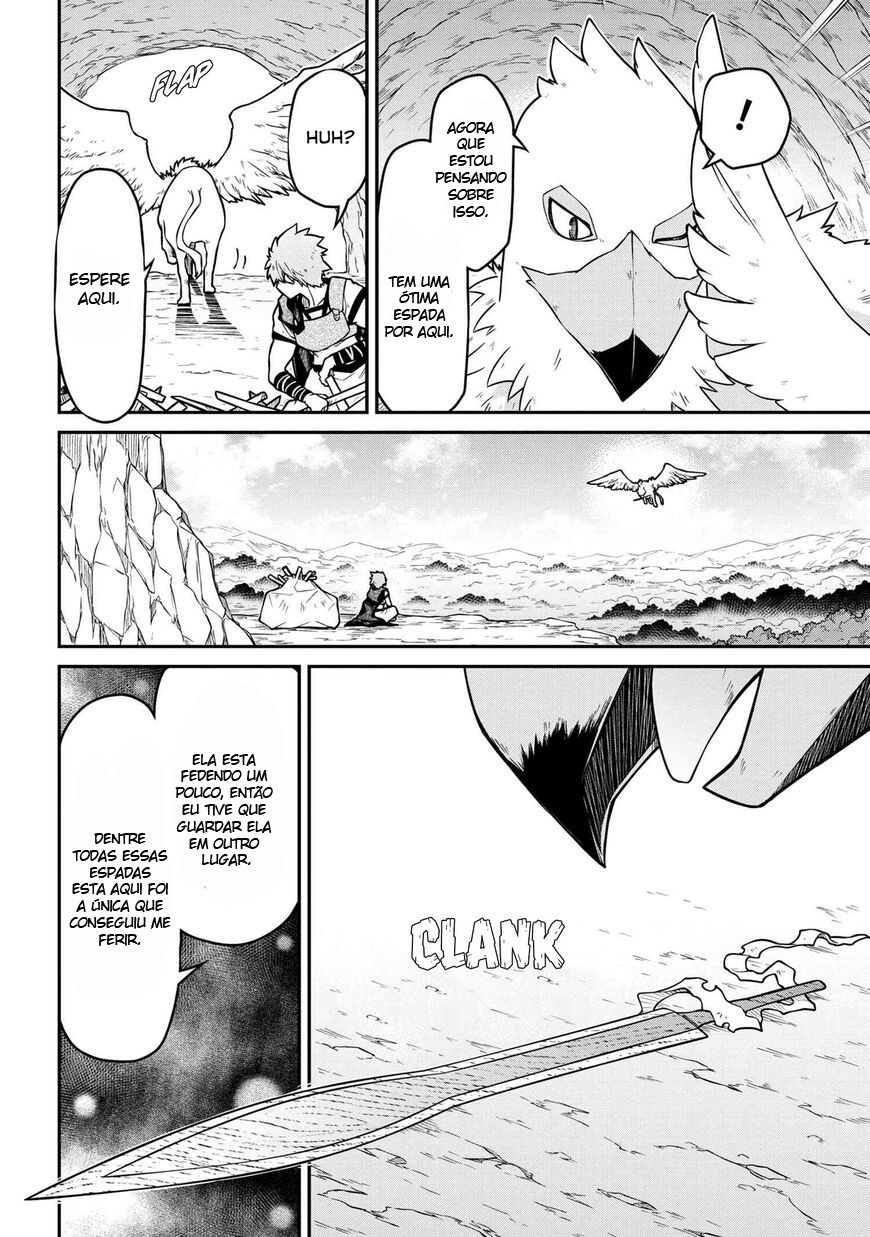 !
AGORA
QUE
ESTOU
PENSANDO
SOBRE
ISSO.
TEM UMA
ÓTIMA
ESPADA
POR AQUI.
HUH?
FLAP
ESPERE
AQUI.
CLANK
ELA ESTA
FEDENDO UM
POUCO, ENTÃO
EU TIVE QUE
GUARDAR ELA
EM OUTRO
LUGAR.
DENTRE
TODAS ESSAS
ESPADAS
ESTA AQUI FOI
A ÚNICA QUE
CONSEGUIU ME
FERIR.